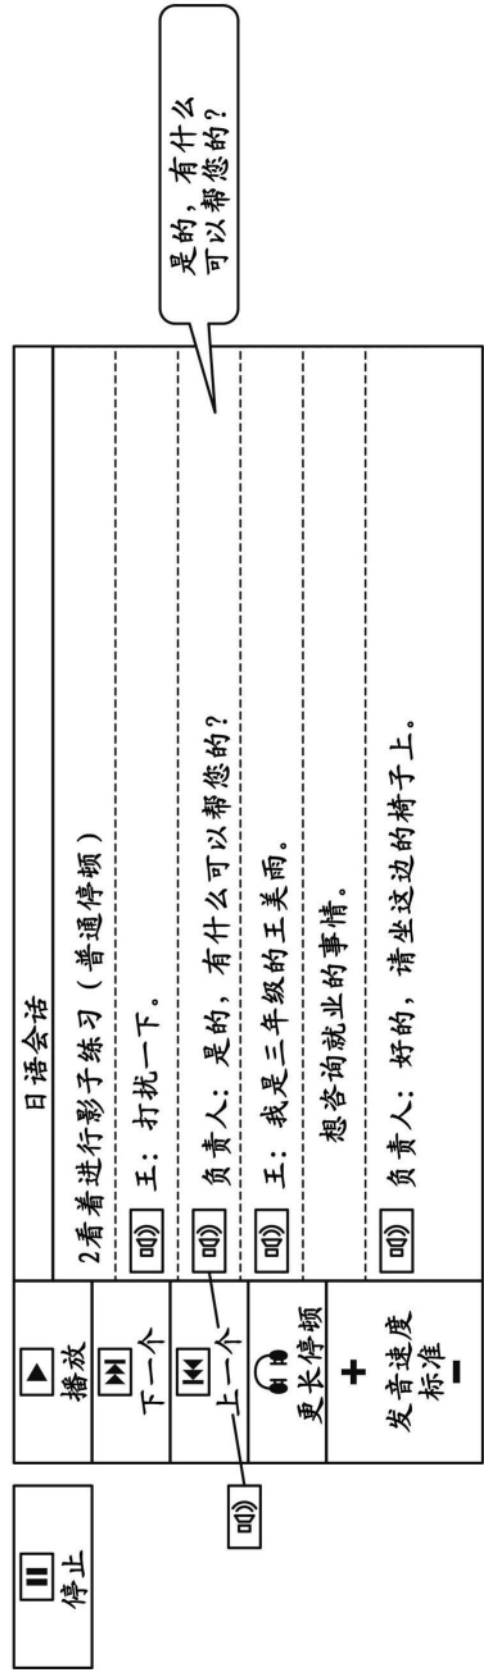 停止
日语会话
播放
下一个
上一个
更长停顿
+
发音速度
标准
-
2看着进行影子练习（普通停顿）
王：打扰一下。
负责人：是的，有什么可以帮您的？
王：我是三年级的王美雨。
想咨询就业的事情。
负责人：好的，请坐这边的椅子上。
是的，有什么
可以帮您的？